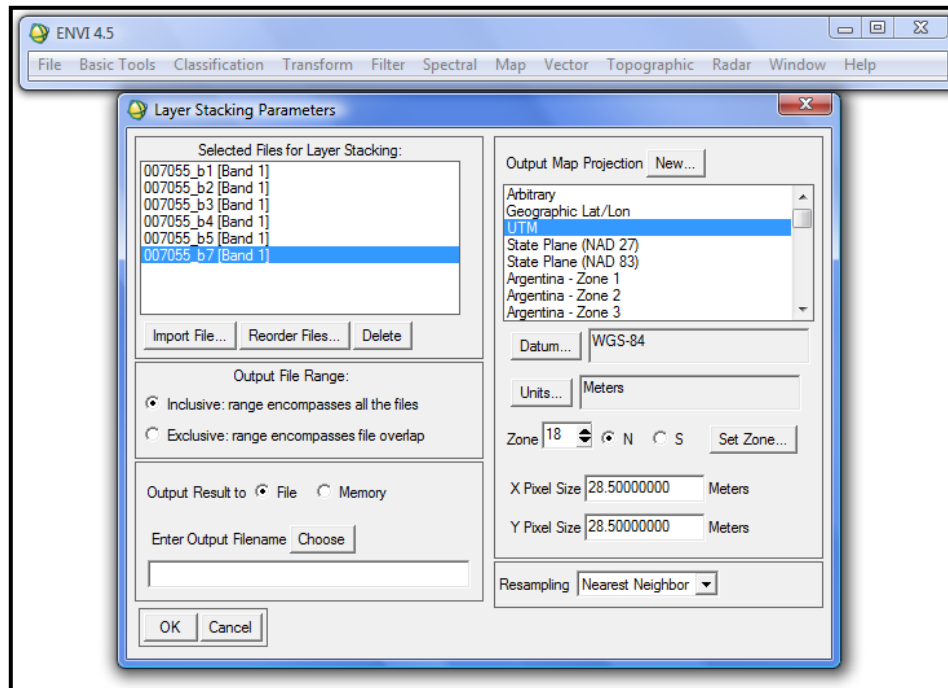 ENVI 4.5
File Basic Tools Classification Transform Filter Spectral Map Vector Topographic Radar Window Help
Layer Stacking Parameters
Selected Files for Layer Stacking:
007055_b1 [Band 1]
007055_b2 [Band 1]
007055_b3 [Band 1]
007055_b4 [Band 1]
007055_b5 [Band 1]
007055_b7 [Band 1]
Import File... Reorder Files... Delete
Output File Range:
Inclusive: range encompasses all the files
Exclusive: range encompasses file overlap
Output Result to File Memory
Enter Output Filename Choose
OK Cancel
Output Map Projection New...
Arbitrary
Geographic Lat/Lon
UTM
State Plane (NAD 27)
State Plane (NAD 83)
Argentina - Zone 1
Argentina - Zone 2
Argentina - Zone 3
Datum... WGS-84
Units... Meters
Zone 18 N S Set Zone...
X Pixel Size 28.50000000 Meters
Y Pixel Size 28.50000000 Meters
Resampling Nearest Neighbor